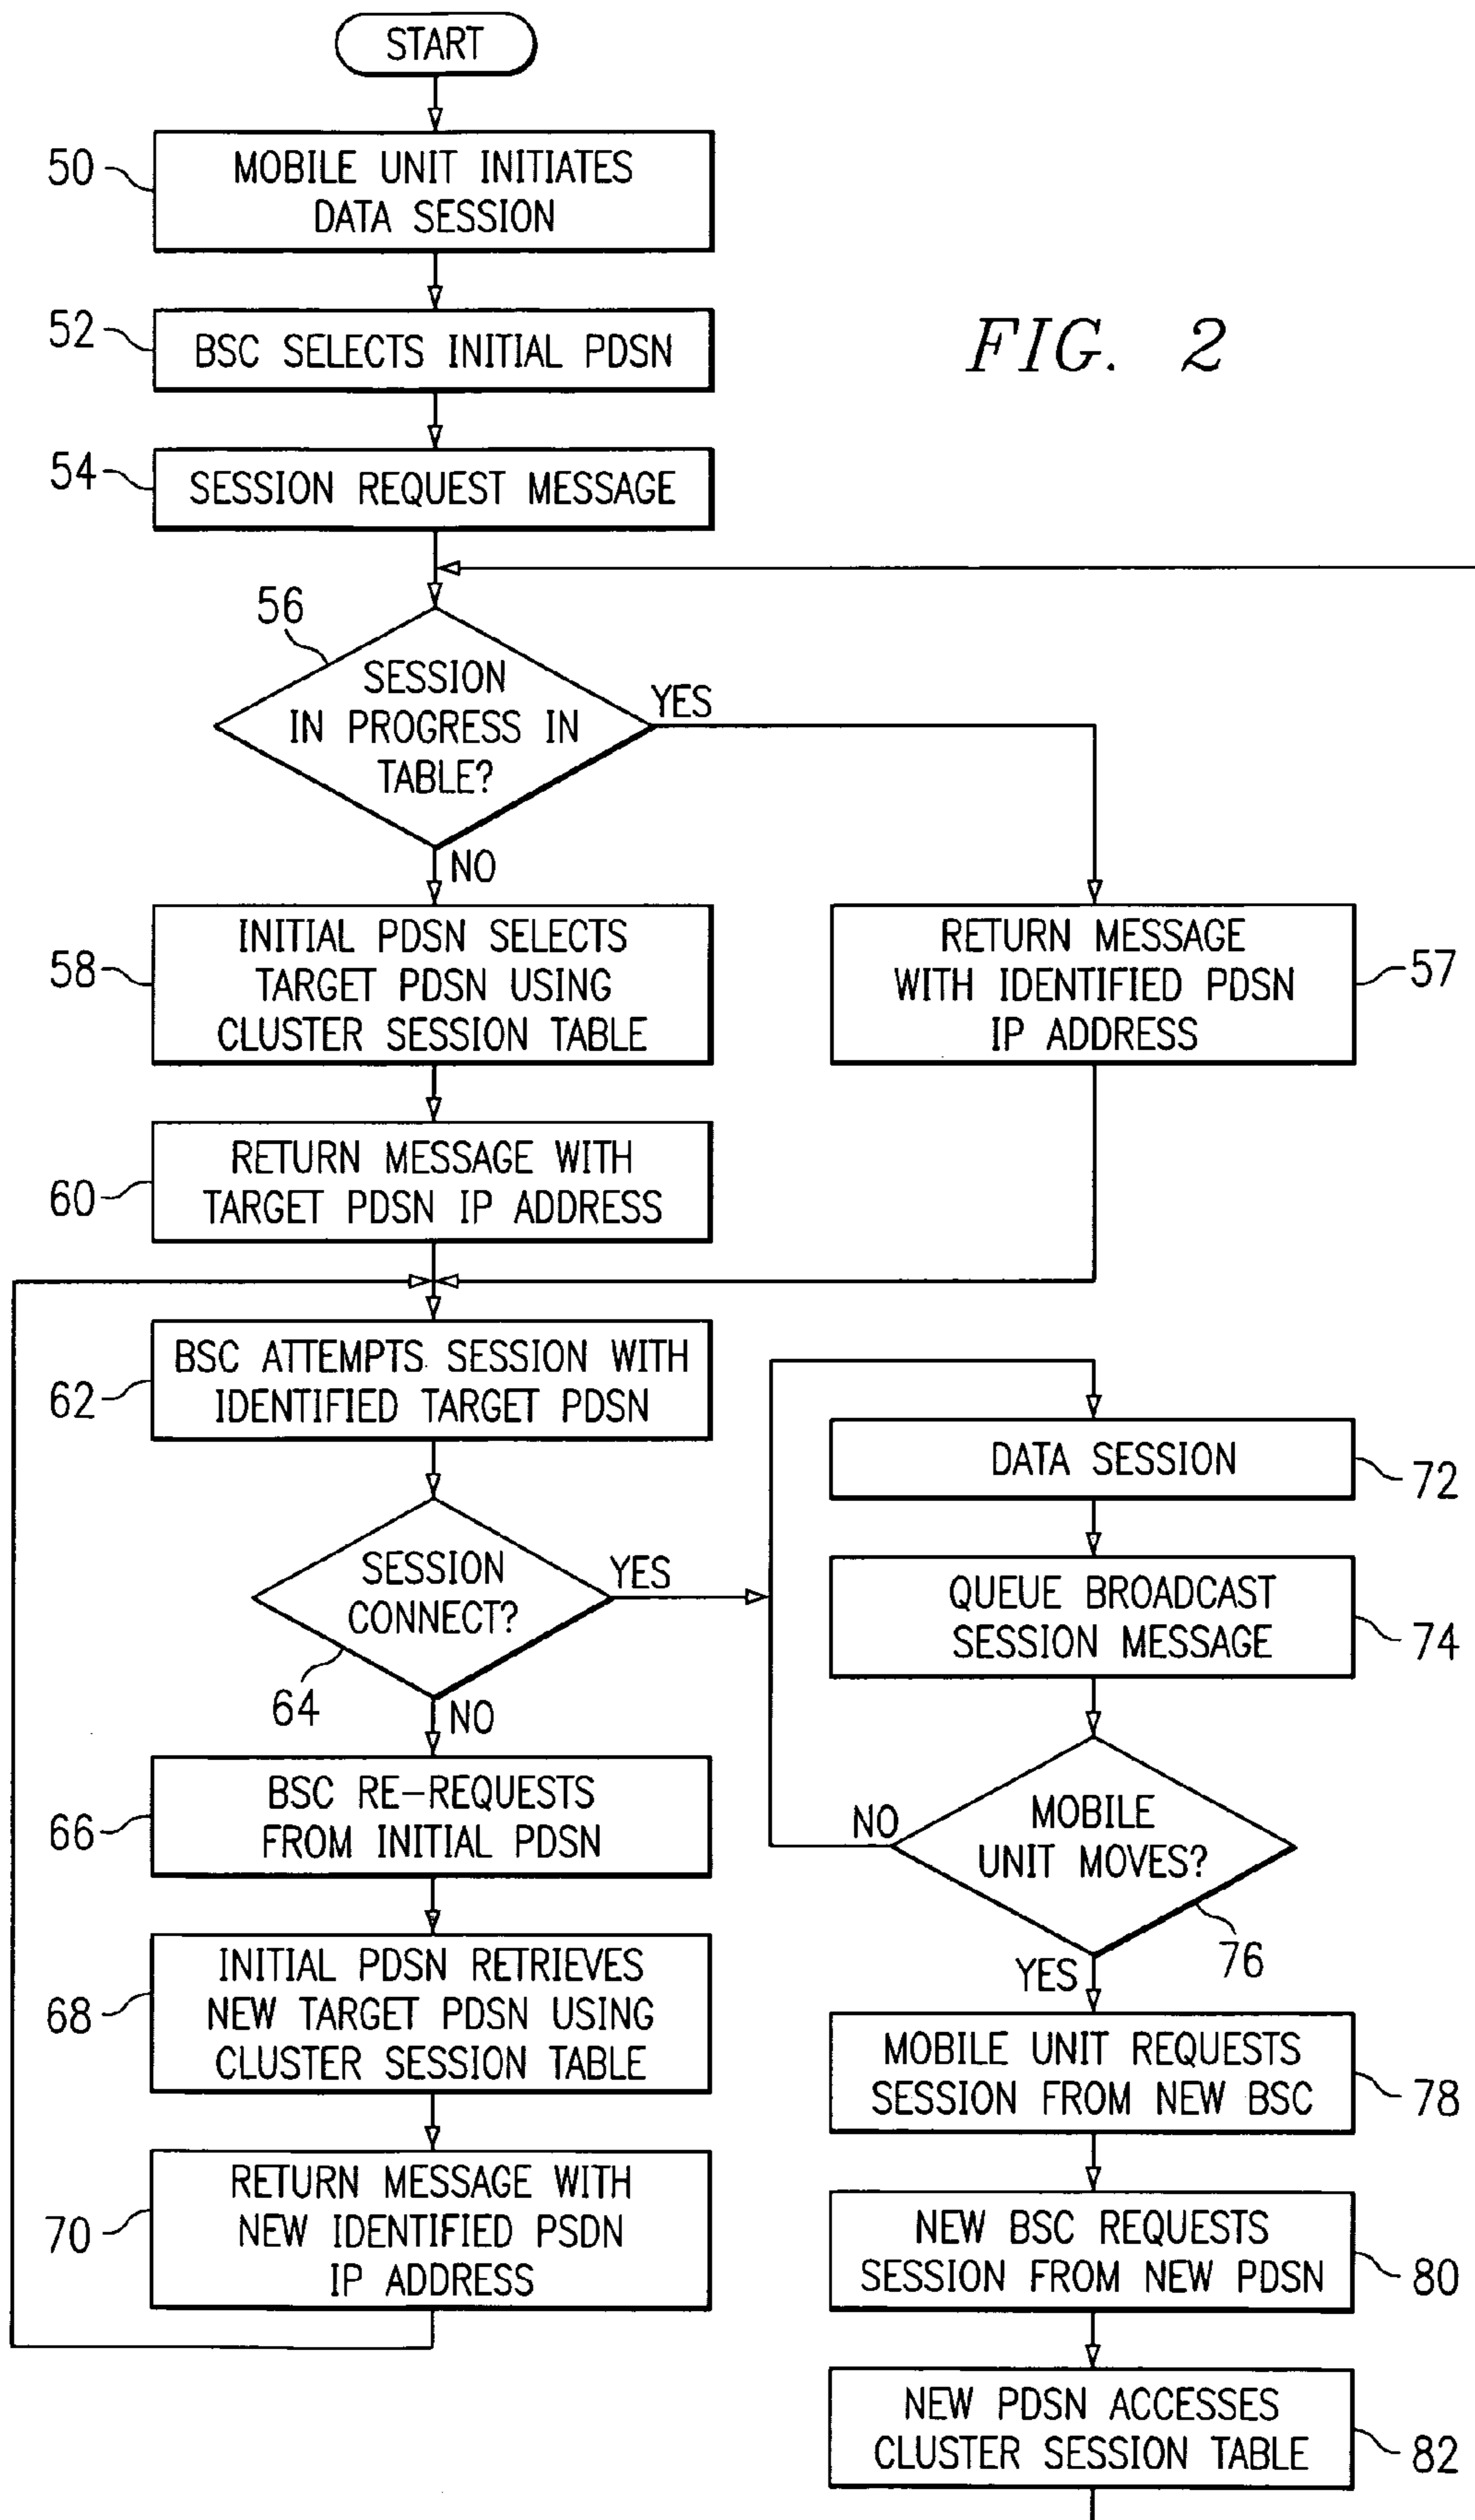 START
50
MOBILE UNIT INITIATES
DATA SESSION
52
BSC SELECTS INITIAL PDSN
FIG. 2
54
SESSION REQUEST MESSAGE
56
SESSION
IN PROGRESS IN
TABLE?
YES
NO
58
INITIAL PDSN SELECTS
TARGET PDSN USING
CLUSTER SESSION TABLE
RETURN MESSAGE
WITH IDENTIFIED PDSN
IP ADDRESS
57
60
RETURN MESSAGE WITH
TARGET PDSN IP ADDRESS
62
BSC ATTEMPTS SESSION WITH
IDENTIFIED TARGET PDSN
64
SESSION
CONNECT?
YES
NO
66
BSC RE-REQUESTS
FROM INITIAL PDSN
68
INITIAL PDSN RETRIEVES
NEW TARGET PDSN USING
CLUSTER SESSION TABLE
70
RETURN MESSAGE WITH
NEW IDENTIFIED PSDN
IP ADDRESS
DATA SESSION
72
QUEUE BROADCAST
SESSION MESSAGE
74
NO
MOBILE
UNIT MOVES?
76
YES
MOBILE UNIT REQUESTS
SESSION FROM NEW BSC
78
NEW BSC REQUESTS
SESSION FROM NEW PDSN
80
NEW PDSN ACCESSES
CLUSTER SESSION TABLE
82